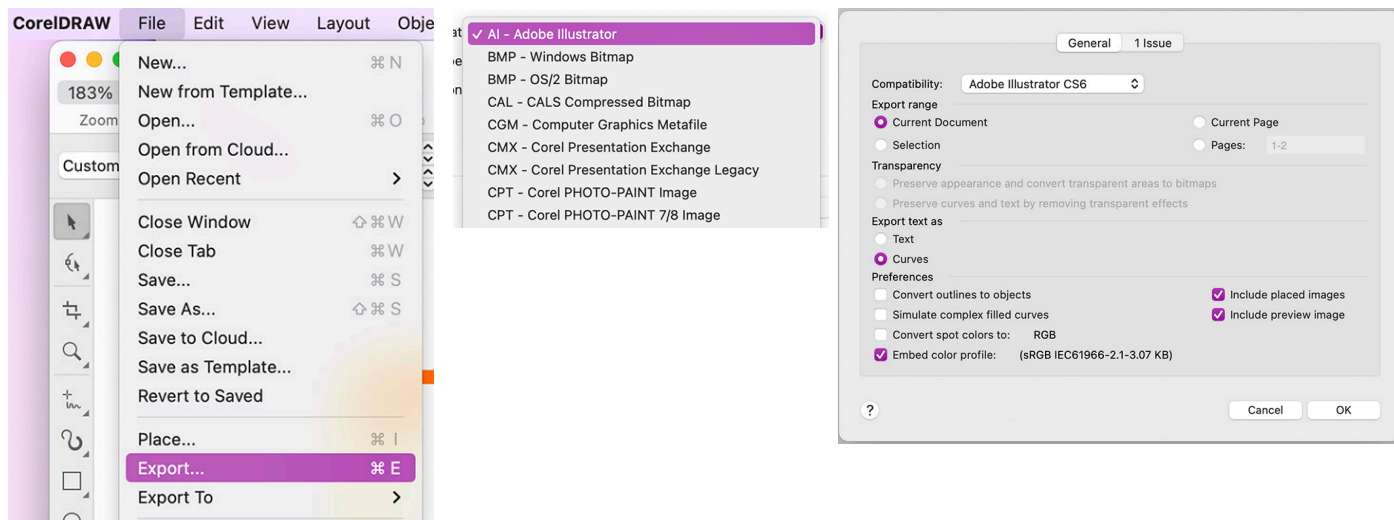 CorelDRAW File Edit View Layout Obje
183%
Zoom
Custom
New... ⌘ N
New from Template...
Open... ⌘ O
Open from Cloud...
Open Recent
Close Window ⇧⌘W
Close Tab ⌘W
Save... ⌘ S
Save As... ⇧⌘ S
Save to Cloud...
Save as Template...
Revert to Saved
Place... ⌘ I
Export... ⌘ E
Export To
at
✓ AI - Adobe Illustrator
BMP - Windows Bitmap
BMP - OS/2 Bitmap
CAL - CALS Compressed Bitmap
CGM - Computer Graphics Metafile
CMX - Corel Presentation Exchange
CMX - Corel Presentation Exchange Legacy
CPT - Corel PHOTO-PAINT Image
CPT - Corel PHOTO-PAINT 7/8 Image
pe
on
General 1 Issue
Compatibility: Adobe Illustrator CS6
Export range
Current Document Current Page
Selection Pages: 1-2
Transparency
Preserve appearance and convert transparent areas to bitmaps
Preserve curves and text by removing transparent effects
Export text as
Text
Curves
Preferences
Convert outlines to objects Include placed images
Simulate complex filled curves Include preview image
Convert spot colors to: RGB
Embed color profile: (sRGB IEC61966-2.1-3.07 KB)
? Cancel OK